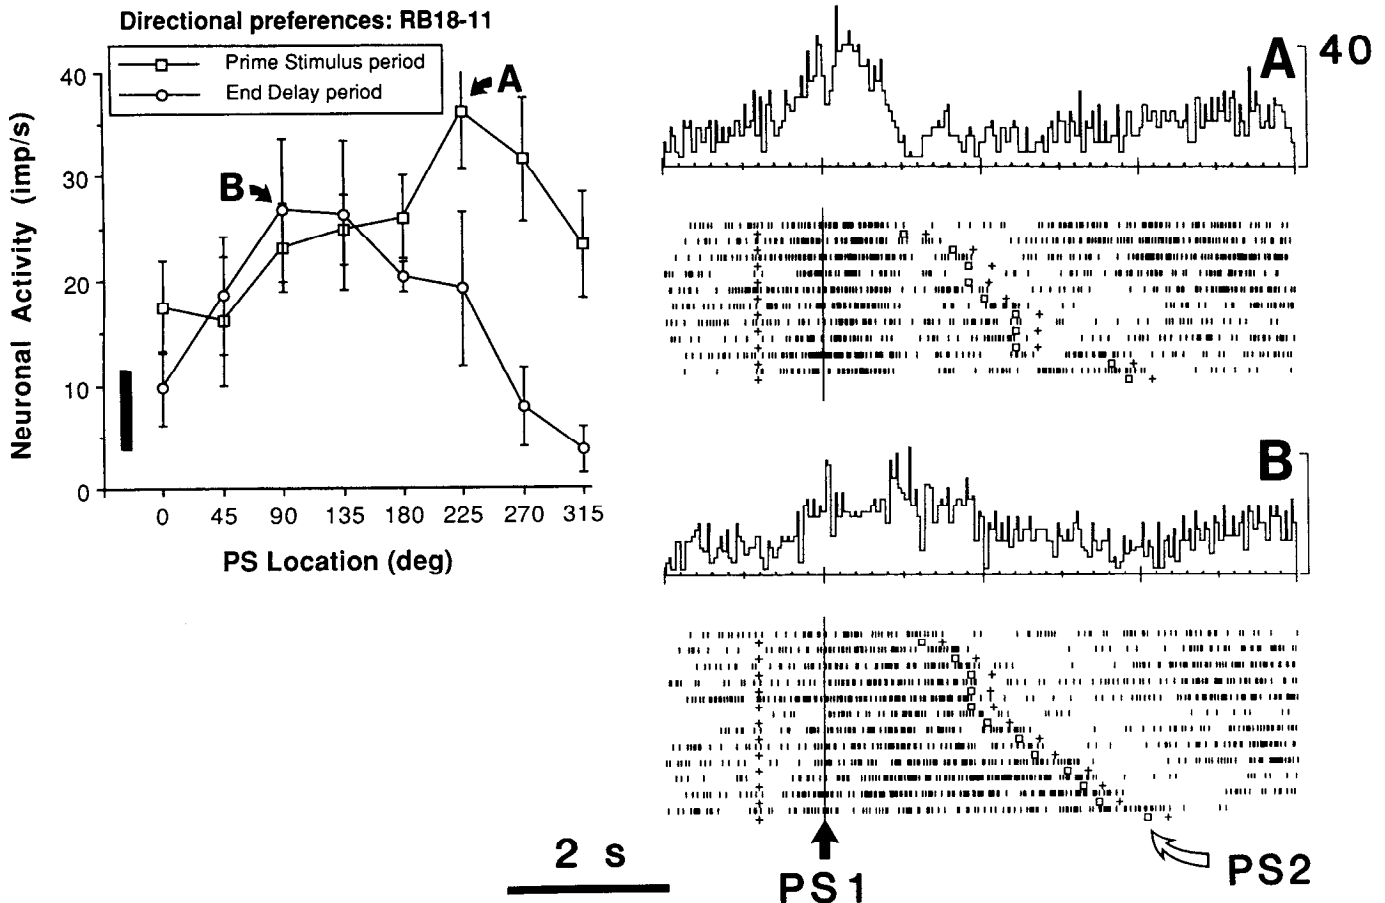 Directional preferences: RB18-11
Prime Stimulus period
End Delay period
A
B
Neuronal Activity (imp/s)
40
30
20
10
0
0 45 90 135 180 225 270 315
PS Location (deg)
A 40
B
2 s
PS1
PS2